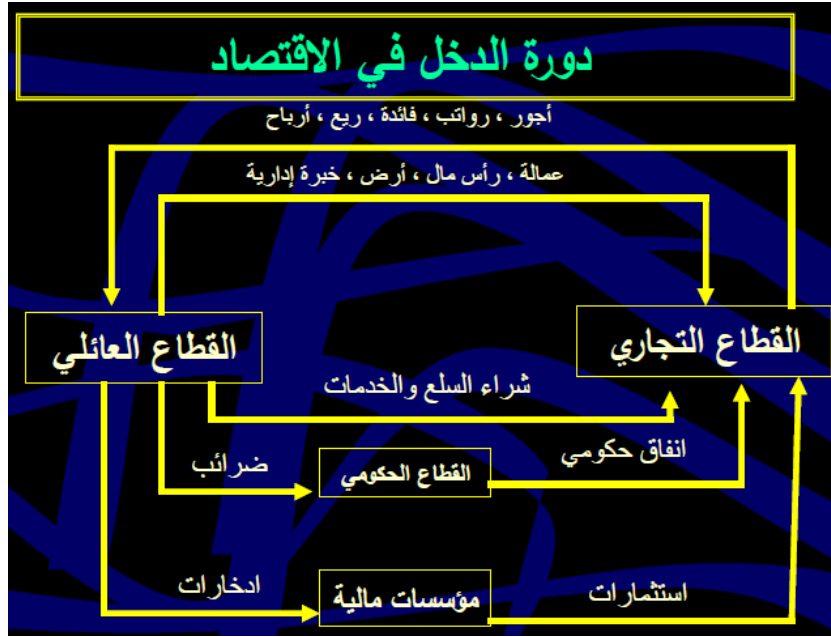 دورة الدخل في الاقتصاد
أجور ، رواتب ، فائدة ، ريع ، أرباح
عمالة ، رأس مال ، أرض ، خبرة إدارية
القطاع التجاري
القطاع العائلي
شراء السلع والخدمات
انفاق حكومي
ضرائب
القطاع الحكومي
ادخارات
مؤسسات مالية
استثمارات